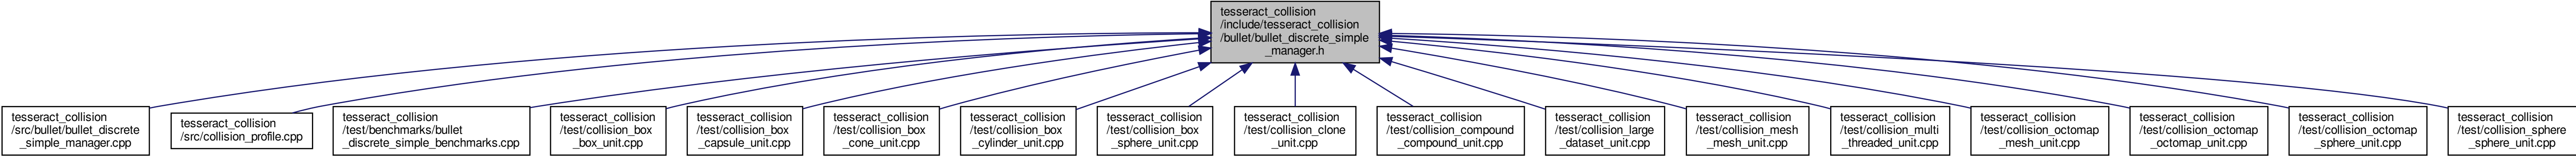 tesseract_collision
/include/tesseract_collision
/bullet/bullet_discrete_simple
_manager.h
tesseract_collision
/src/bullet/bullet_discrete
_simple_manager.cpp
tesseract_collision
/src/collision_profile.cpp
tesseract_collision
/test/benchmarks/bullet
_discrete_simple_benchmarks.cpp
tesseract_collision
/test/collision_box
_box_unit.cpp
tesseract_collision
/test/collision_box
_capsule_unit.cpp
tesseract_collision
/test/collision_box
_cone_unit.cpp
tesseract_collision
/test/collision_box
_cylinder_unit.cpp
tesseract_collision
/test/collision_box
_sphere_unit.cpp
tesseract_collision
/test/collision_clone
_unit.cpp
tesseract_collision
/test/collision_compound
_compound_unit.cpp
tesseract_collision
/test/collision_large
_dataset_unit.cpp
tesseract_collision
/test/collision_mesh
_mesh_unit.cpp
tesseract_collision
/test/collision_multi
_threaded_unit.cpp
tesseract_collision
/test/collision_octomap
_mesh_unit.cpp
tesseract_collision
/test/collision_octomap
_octomap_unit.cpp
tesseract_collision
/test/collision_octomap
_sphere_unit.cpp
tesseract_collision
/test/collision_sphere
_sphere_unit.cpp